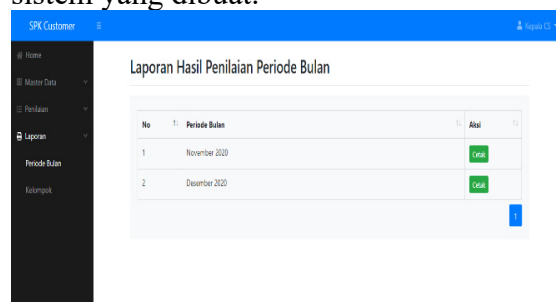 sistem yang dibuat.
SPK Customer
Kepala CS
Home
Master Data
Penilaian
Laporan
Periode Bulan
Kelompok
Laporan Hasil Penilaian Periode Bulan
No Periode Bulan Aksi
1 November 2020 Cetak
2 Desember 2020 Cetak
1